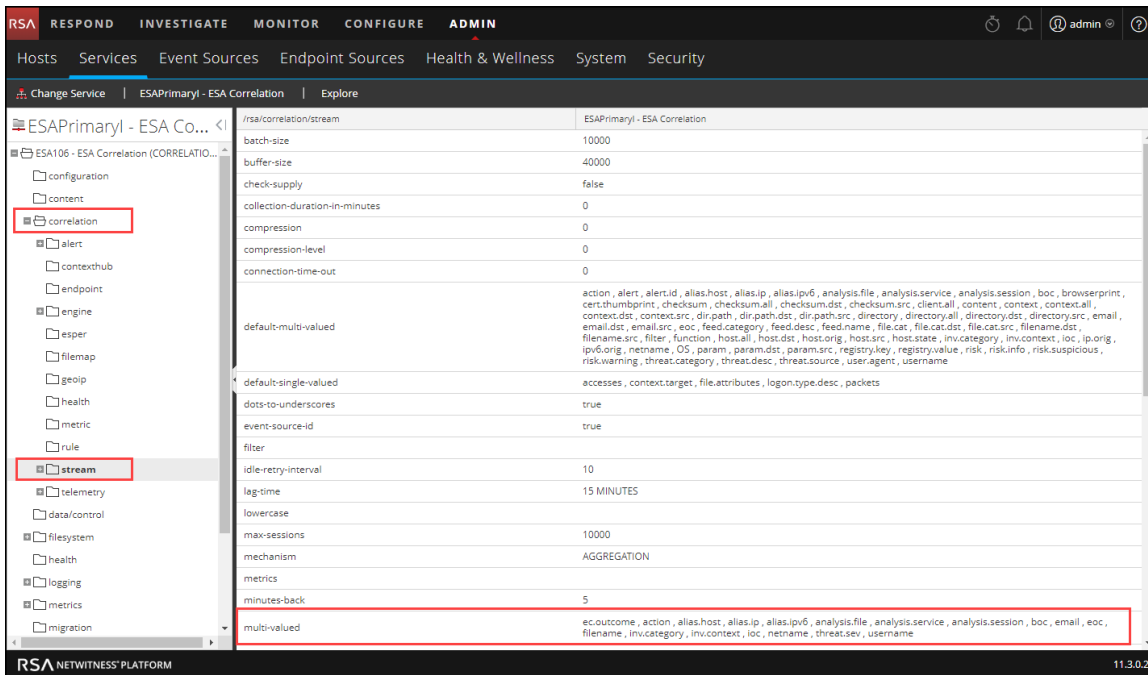 RSA RESPOND INVESTIGATE MONITOR CONFIGURE ADMIN admin
Hosts Services Event Sources Endpoint Sources Health & Wellness System Security
Change Service | ESAPrimaryI - ESA Correlation | Explore
ESAPrimaryI - ESA Co...
ESA106 - ESA Correlation (CORRELATIO...
configuration
content
correlation
alert
contexthub
endpoint
engine
esper
filemap
geoip
health
metric
rule
stream
telemetry
data/control
filesystem
health
logging
metrics
migration
/rsa/correlation/stream ESAPrimaryI - ESA Correlation
batch-size 10000
buffer-size 40000
check-supply false
collection-duration-in-minutes 0
compression 0
compression-level 0
connection-time-out 0
default-multi-valued
action , alert , alert.id , alias.host , alias.ip , alias.ipv6 , analysis.file , analysis.service , analysis.session , boc , browserprint ,
cert.thumbprint , checksum , checksum.all , checksum.dst , checksum.src , client.all , content , context , context.all ,
context.dst , context.src , dir.path , dir.path.dst , dir.path.src , directory , directory.all , directory.dst , directory.src , email ,
email.dst , email.src , eoc , feed.category , feed.desc , feed.name , file.cat , file.cat.dst , file.cat.src , filename.dst ,
filename.src , filter , function , host.all , host.dst , host.orig , host.src , host.state , inv.category , inv.context , ioc , ip.orig ,
ipv6.orig , netname , OS , param , param.dst , param.src , registry.key , registry.value , risk , risk.info , risk.suspicious ,
risk.warning , threat.category , threat.desc , threat.source , user.agent , username
default-single-valued accesses , context.target , file.attributes , logon.type.desc , packets
dots-to-underscores true
event-source-id true
filter
idle-retry-interval 10
lag-time 15 MINUTES
lowercase
max-sessions 10000
mechanism AGGREGATION
metrics
minutes-back 5
multi-valued
ec.outcome , action , alias.host , alias.ip , alias.ipv6 , analysis.file , analysis.service , analysis.session , boc , email , eoc ,
filename , inv.category , inv.context , ioc , netname , threat.sev , username
RSA NETWITNESS® PLATFORM 11.3.0.2